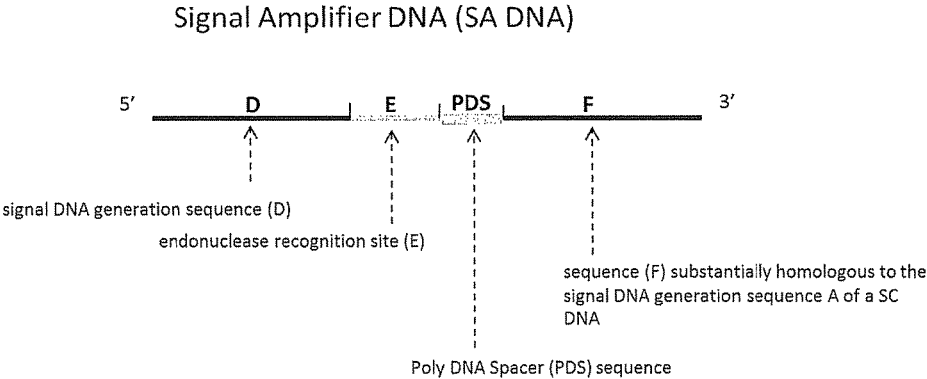 Signal Amplifier DNA (SA DNA)
5′ D E PDS F 3′
signal DNA generation sequence (D)
endonuclease recognition site (E)
sequence (F) substantially homologous to the
signal DNA generation sequence A of a SC
DNA
Poly DNA Spacer (PDS) sequence